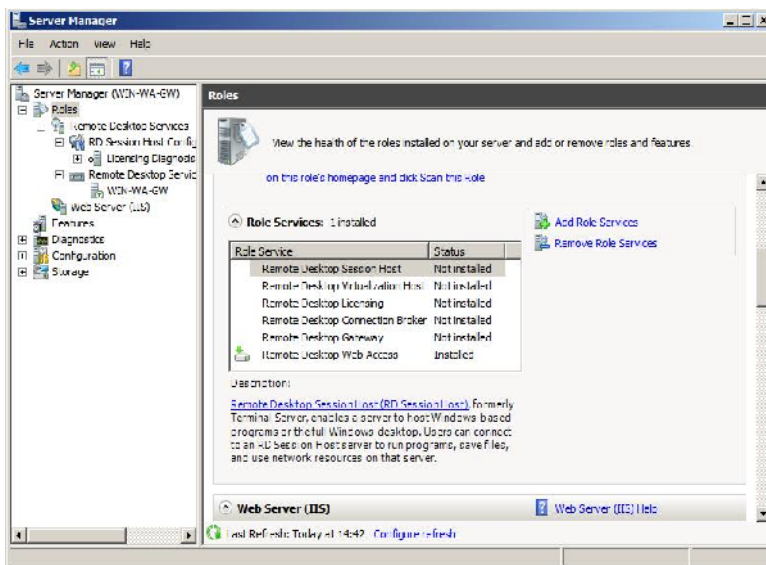 Server Manager
File Action View Help
Server Manager (WIN-WA-GW)
Roles
Remote Desktop Services
RD Session Host Config
Licensing Diagnosis
Remote Desktop Servic
WIN-WA-GW
Web Server (IIS)
Features
Diagnostics
Configuration
Storage
Roles
View the health of the roles installed on your server and add or remove roles and features.
on this role's homepage and click Scan this Role
Role Services: 1 installed
Add Role Services
Remove Role Services
Role Service Status
Remote Desktop Session Host Not installed
Remote Desktop Virtualization Host Not installed
Remote Desktop Licensing Not installed
Remote Desktop Connection Broker Not installed
Remote Desktop Gateway Not installed
Remote Desktop Web Access Installed
Description:
Remote Desktop Session Host (RD Session Host), formerly
Terminal Server, enables a server to host Windows-based
programs or the full Windows desktop. Users can connect
to an RD Session Host server to run programs, save files,
and use network resources on that server.
Web Server (IIS)
Web Server (IIS) Help
Last Refresh: Today at 14:42 Configure refresh